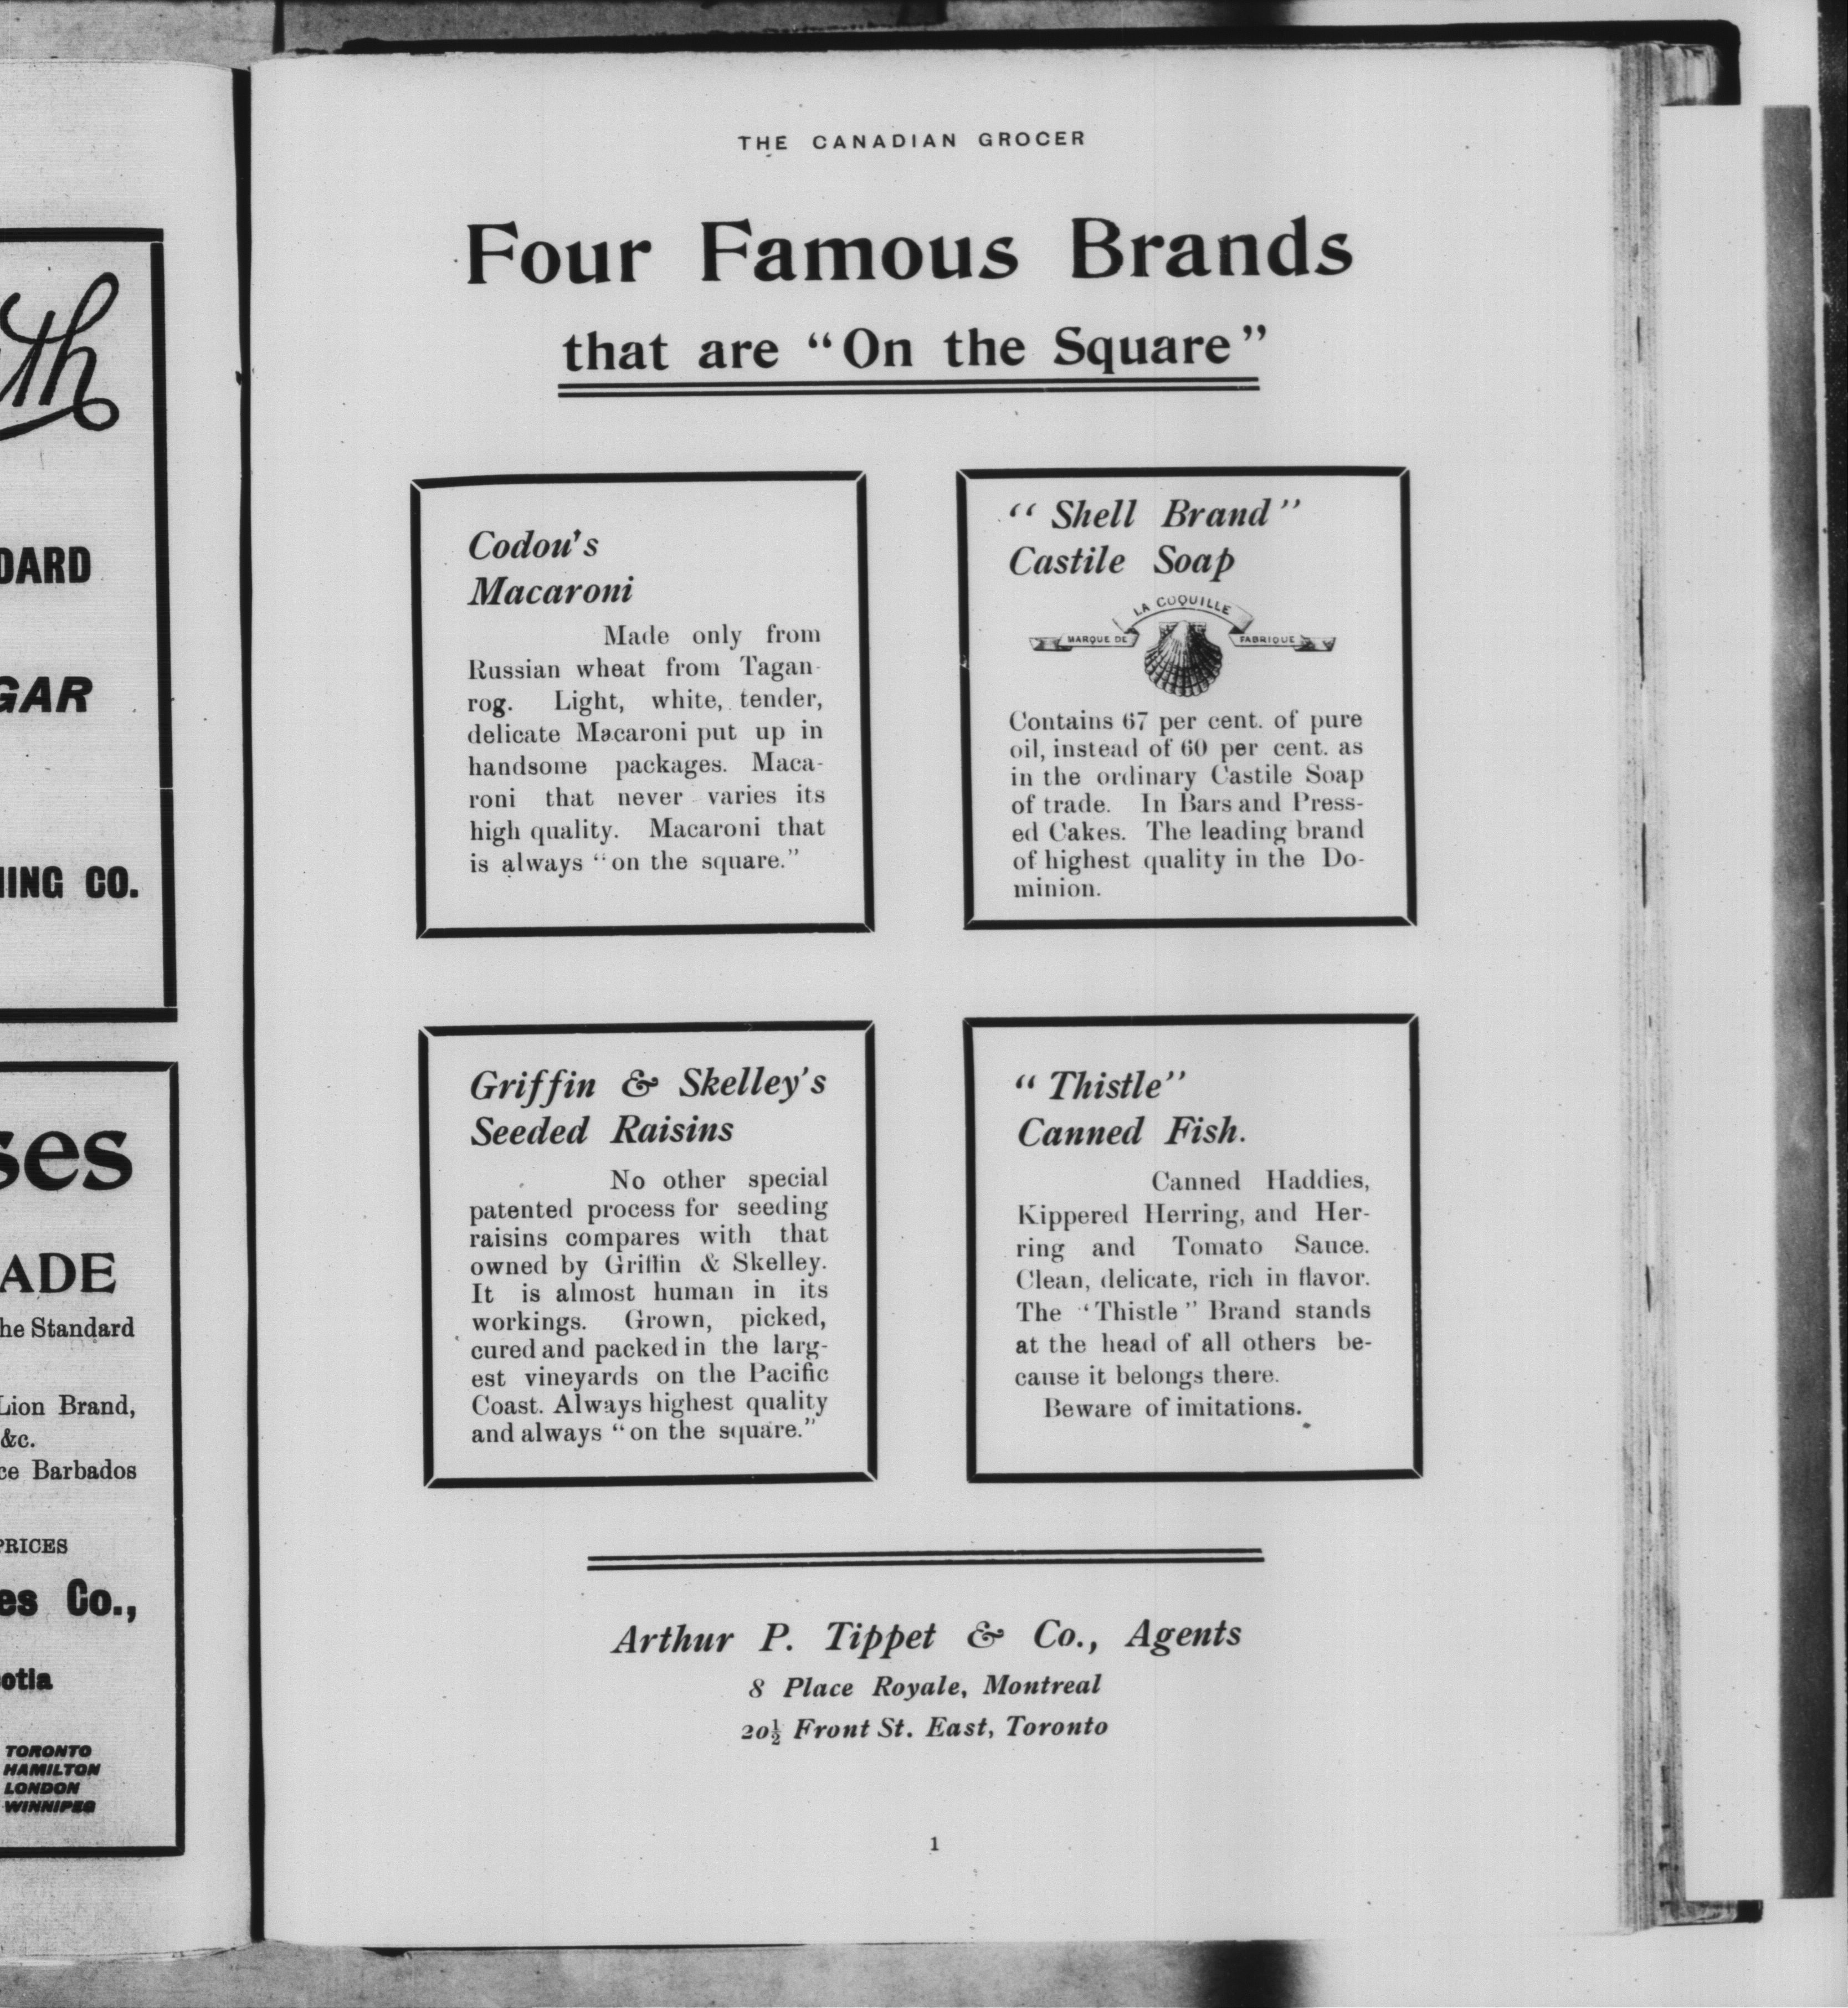 th
DARD
GAR
NING CO.
ses
ADE
he Standard
Lion Brand,
&c.
ce Barbados
PRICES
es Co.,
otia
TORONTO
HAMILTON
LONDON
WINNIPEG
THE CANADIAN GROCER
Four Famous Brands
that are "On the Square"
Codou's
Macaroni
Made only from
Russian wheat from Tagan-
rog. Light, white, tender,
delicate Macaroni put up in
handsome packages. Maca-
roni that never varies its
high quality. Macaroni that
is always "on the square."
"Shell Brand"
Castile Soap
LA COQUILLE
MARQUE DE FABRIQUE
Contains 67 per cent. of pure
oil, instead of 60 per cent. as
in the ordinary Castile Soap
of trade. In Bars and Press-
ed Cakes. The leading brand
of highest quality in the Do-
minion.
Griffin & Skelley's
Seeded Raisins
No other special
patented process for seeding
raisins compares with that
owned by Griffin & Skelley.
It is almost human in its
workings. Grown, picked,
cured and packed in the larg-
est vineyards on the Pacific
Coast. Always highest quality
and always "on the square."
"Thistle"
Canned Fish.
Canned Haddies,
Kippered Herring, and Her-
ring and Tomato Sauce.
Clean, delicate, rich in flavor.
The 'Thistle" Brand stands
at the head of all others be-
cause it belongs there.
Beware of imitations.
Arthur P. Tippet & Co., Agents
8 Place Royale, Montreal
20½ Front St. East, Toronto
1